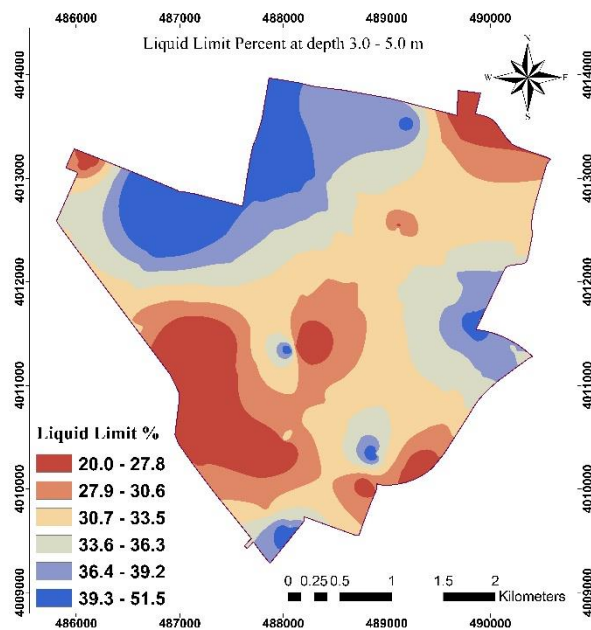 486000 487000 488000 489000 490000
Liquid Limit Percent at depth 3.0 - 5.0 m
N
W E
S
4014000 4014000
4013000 4013000
4012000 4012000
4011000 4011000
4010000 4010000
4009000 4009000
Liquid Limit %
20.0 - 27.8
27.9 - 30.6
30.7 - 33.5
33.6 - 36.3
36.4 - 39.2
39.3 - 51.5
0 0.25 0.5 1 1.5 2
Kilometers
486000 487000 488000 489000 490000